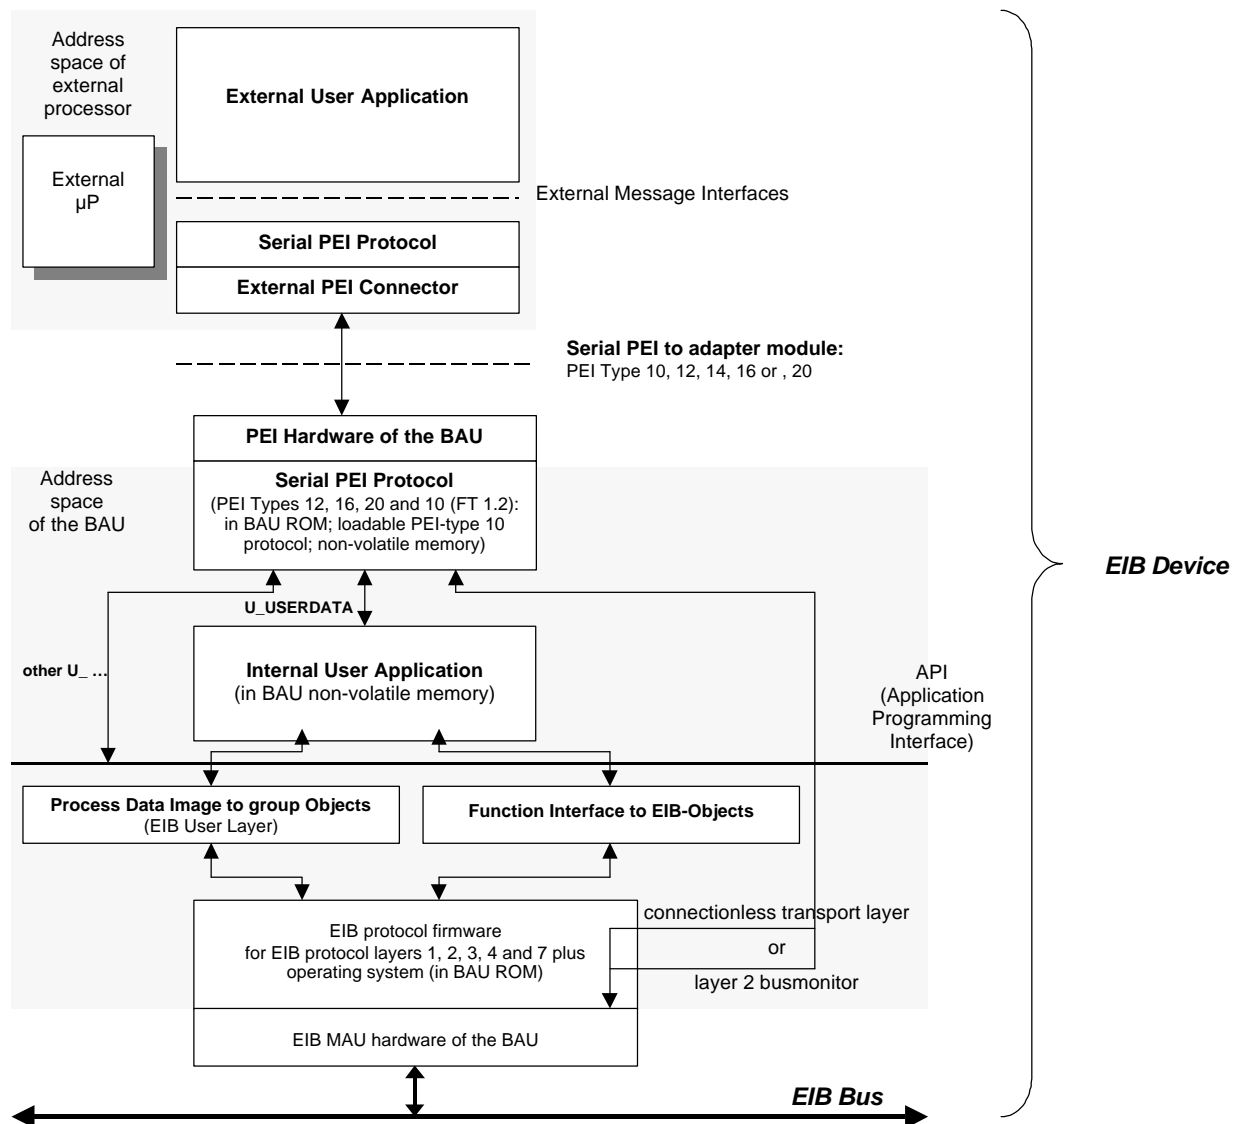 Address
space of
external
processor
External User Application
External
µP
External Message Interfaces
Serial PEI Protocol
External PEI Connector
Serial PEI to adapter module:
PEI Type 10, 12, 14, 16 or , 20
PEI Hardware of the BAU
Address
space
of the BAU
Serial PEI Protocol
(PEI Types 12, 16, 20 and 10 (FT 1.2):
in BAU ROM; loadable PEI-type 10
protocol; non-volatile memory)
EIB Device
U_USERDATA
other U_ …
Internal User Application
(in BAU non-volatile memory)
API
(Application
Programming
Interface)
Process Data Image to group Objects
(EIB User Layer)
Function Interface to EIB-Objects
connectionless transport layer
or
layer 2 busmonitor
EIB protocol firmware
for EIB protocol layers 1, 2, 3, 4 and 7 plus
operating system (in BAU ROM)
EIB MAU hardware of the BAU
EIB Bus